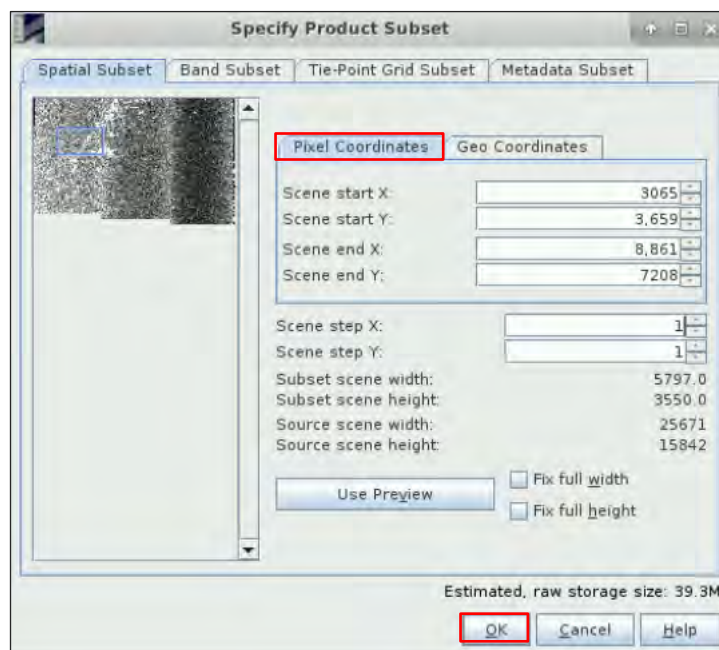 Specify Product Subset
Spatial Subset Band Subset Tie-Point Grid Subset Metadata Subset
Pixel Coordinates Geo Coordinates
Scene start X: 3065
Scene start Y: 3,659
Scene end X: 8,861
Scene end Y: 7208
Scene step X: 1
Scene step Y: 1
Subset scene width: 5797.0
Subset scene height: 3550.0
Source scene width: 25671
Source scene height: 15842
Use Preview
Fix full width
Fix full height
Estimated, raw storage size: 39.3M
OK Cancel Help